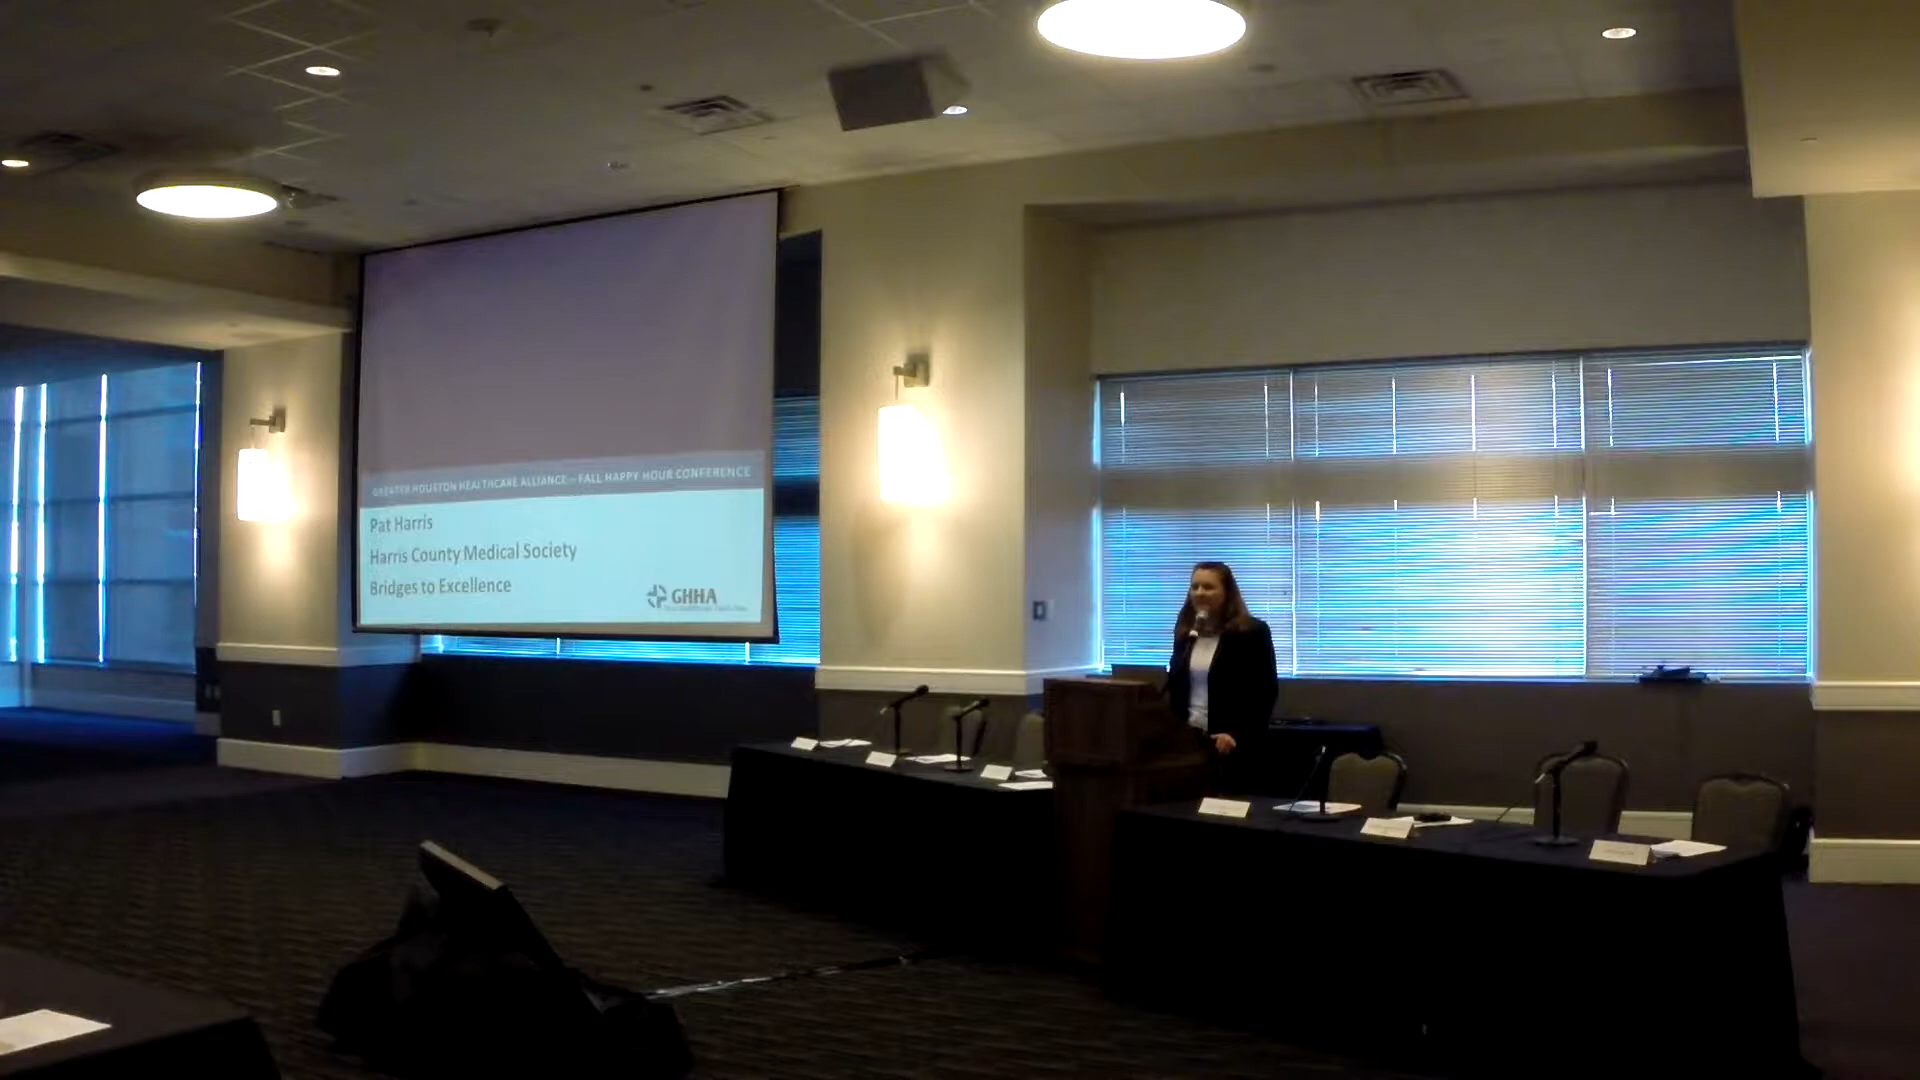 GREATER HOUSTON HEALTHCARE ALLIANCE – FALL HAPPY HOUR CONFERENCE
Pat Harris
Harris County Medical Society
Bridges to Excellence
GHHA